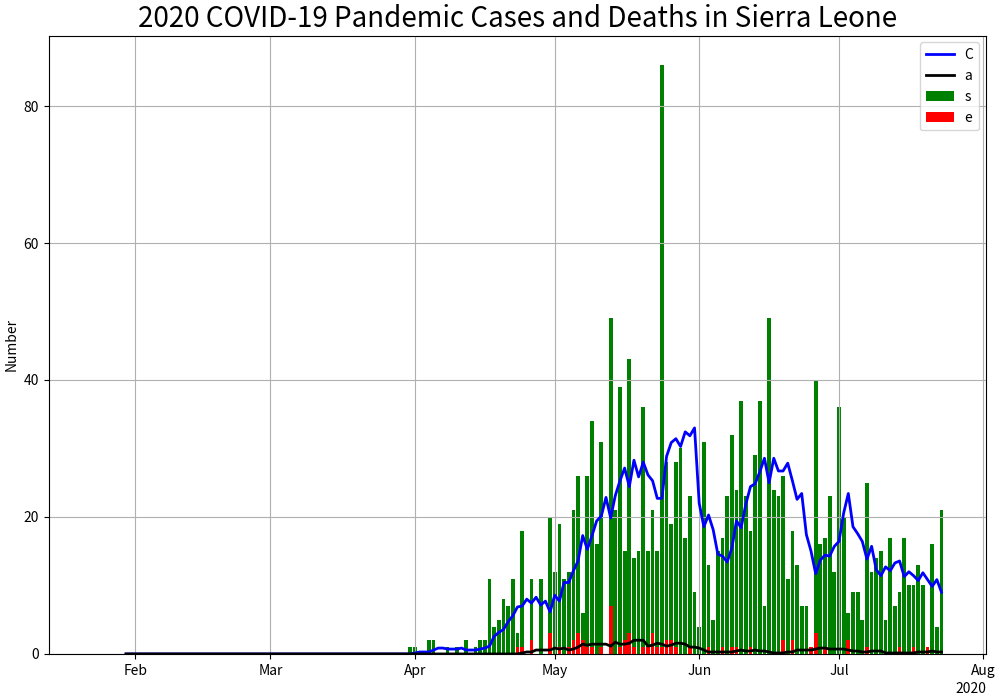 2020 COVID-19 Pandemic Cases and Deaths in Sierra Leone
C
a
s
e
Number
80
60
40
20
0
Feb Mar Apr May Jun Jul Aug
2020